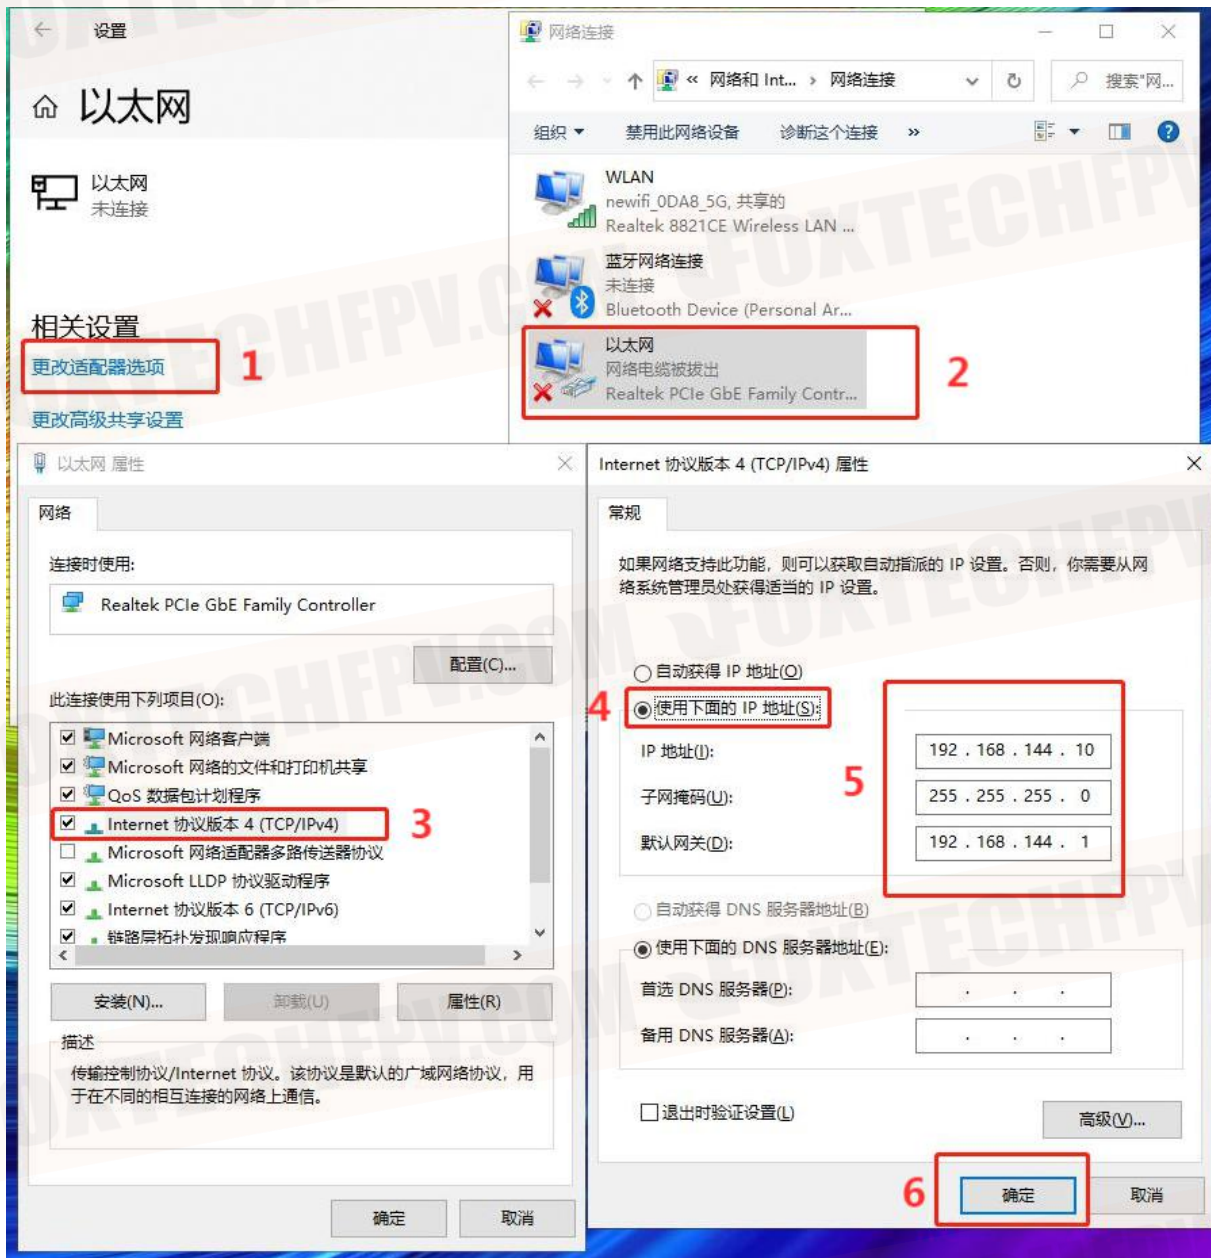 设置
以太网
以太网
未连接
相关设置
更改适配器选项
1
更改高级共享设置
网络连接
« 网络和 Int... › 网络连接
搜索"网...
组织
禁用此网络设备
诊断这个连接
»
WLAN
newifi_0DA8_5G, 共享的
Realtek 8821CE Wireless LAN ...
蓝牙网络连接
未连接
Bluetooth Device (Personal Ar...
以太网
网络电缆被拔出
Realtek PCIe GbE Family Contr...
2
以太网 属性
网络
连接时使用:
Realtek PCIe GbE Family Controller
配置(C)...
此连接使用下列项目(O):
Microsoft 网络客户端
Microsoft 网络的文件和打印机共享
QoS 数据包计划程序
Internet 协议版本 4 (TCP/IPv4)
3
Microsoft 网络适配器多路传送器协议
Microsoft LLDP 协议驱动程序
Internet 协议版本 6 (TCP/IPv6)
链路层拓扑发现响应程序
安装(N)...
卸载(U)
属性(R)
描述
传输控制协议/Internet 协议。该协议是默认的广域网络协议，用
于在不同的相互连接的网络上通信。
确定
取消
Internet 协议版本 4 (TCP/IPv4) 属性
常规
如果网络支持此功能，则可以获取自动指派的 IP 设置。否则，你需要从网
络系统管理员处获得适当的 IP 设置。
自动获得 IP 地址(O)
4
使用下面的 IP 地址(S):
IP 地址(I):
192 . 168 . 144 . 10
5
子网掩码(U):
255 . 255 . 255 . 0
默认网关(D):
192 . 168 . 144 . 1
自动获得 DNS 服务器地址(B)
使用下面的 DNS 服务器地址(E):
首选 DNS 服务器(P):
. . .
备用 DNS 服务器(A):
. . .
退出时验证设置(L)
高级(V)...
6
确定
取消
FOXTECHFPV.COM
FOXTECHFPV